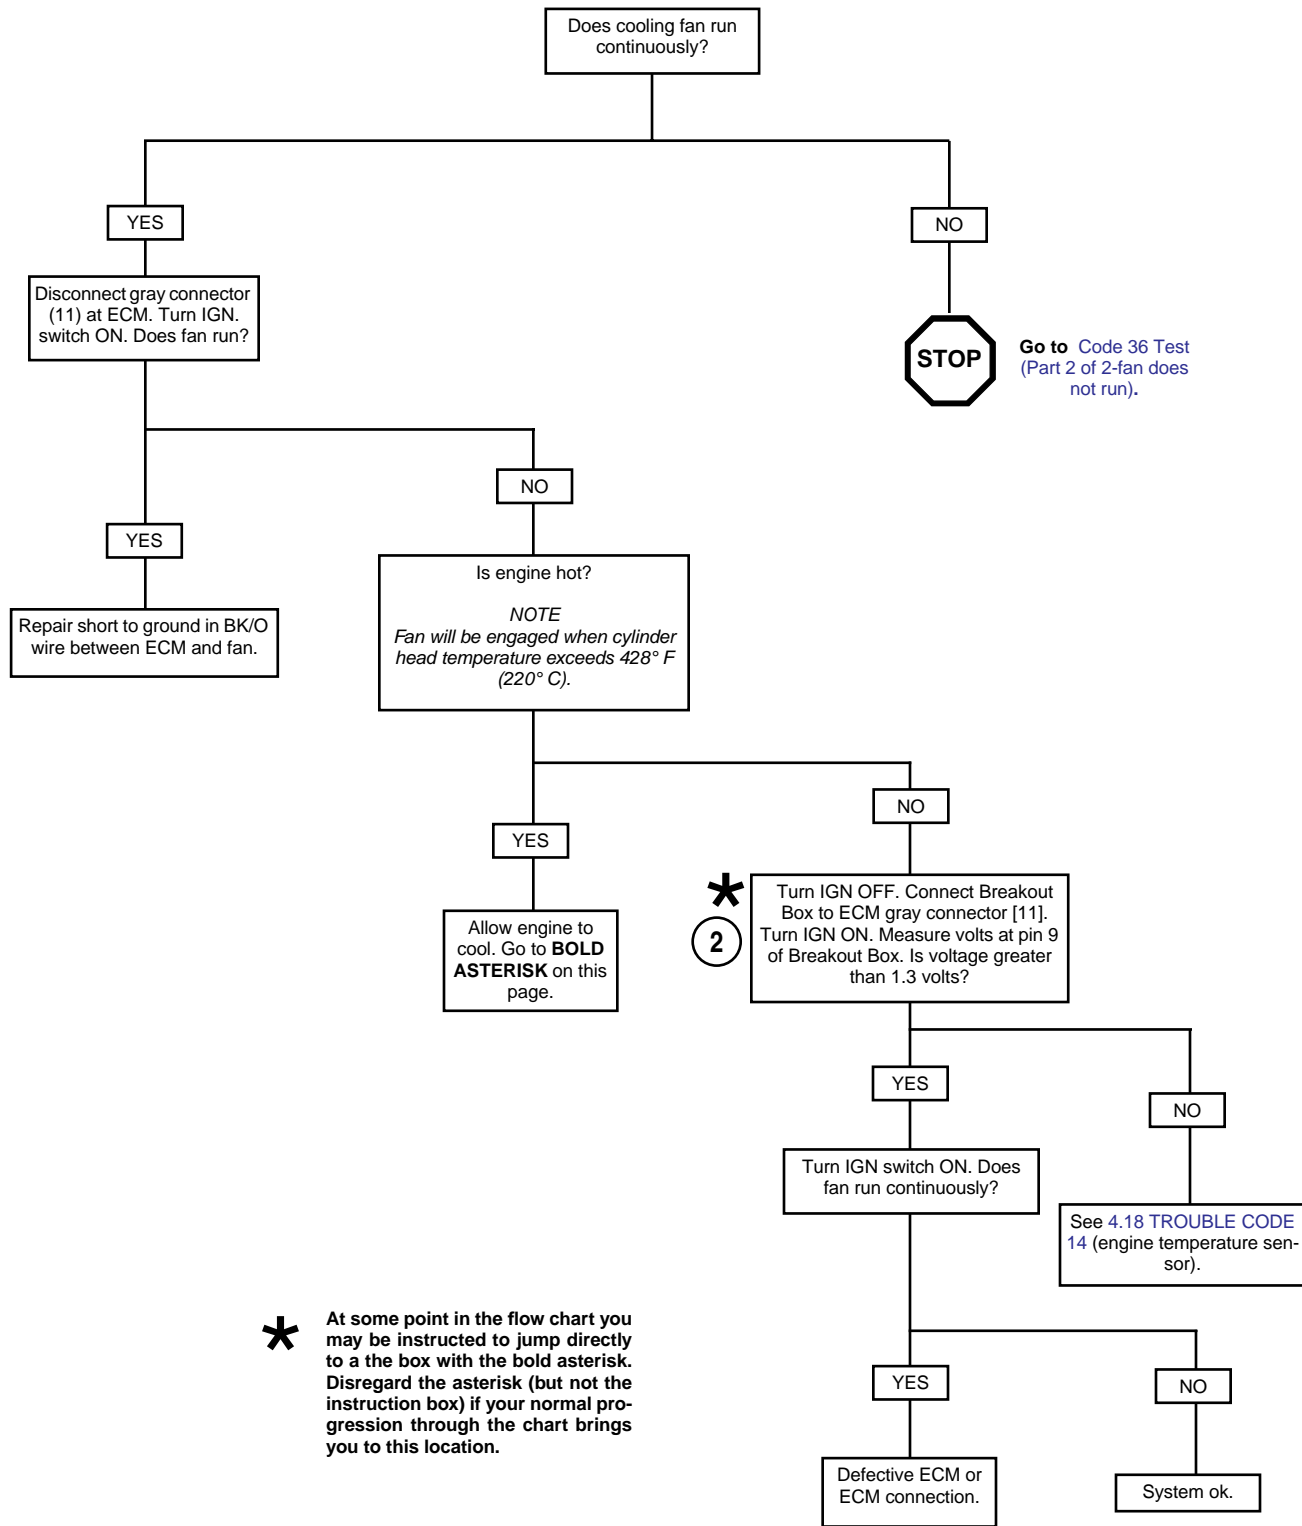 Does cooling fan run
continuously?
YES
NO
Disconnect gray connector
(11) at ECM. Turn IGN.
switch ON. Does fan run?
STOP
Go to Code 36 Test
(Part 2 of 2-fan does
not run).
NO
YES
Repair short to ground in BK/O
wire between ECM and fan.
Is engine hot?
NOTE
Fan will be engaged when cylinder
head temperature exceeds 428° F
(220° C).
NO
YES
Allow engine to
cool. Go to BOLD
ASTERISK on this
page.
*
2
Turn IGN OFF. Connect Breakout
Box to ECM gray connector [11].
Turn IGN ON. Measure volts at pin 9
of Breakout Box. Is voltage greater
than 1.3 volts?
YES
NO
Turn IGN switch ON. Does
fan run continuously?
See 4.18 TROUBLE CODE
14 (engine temperature sen-
sor).
*
At some point in the flow chart you
may be instructed to jump directly
to a the box with the bold asterisk.
Disregard the asterisk (but not the
instruction box) if your normal pro-
gression through the chart brings
you to this location.
YES
NO
Defective ECM or
ECM connection.
System ok.